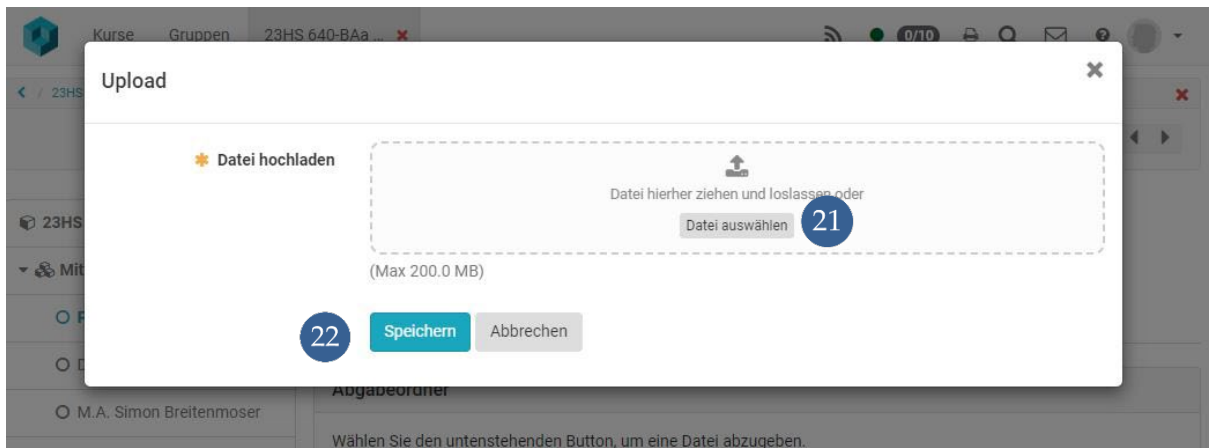 Kurse Gruppen 23HS 640-BAa ... 0/10
Upload
/ 23HS
Datei hochladen
Datei hierher ziehen und loslassen oder
Datei auswählen 21
23HS
(Max 200.0 MB)
Mit
22 Speichern Abbrechen
Abgabeordner
M.A. Simon Breitenmoser
Wählen Sie den untenstehenden Button, um eine Datei abzugeben.